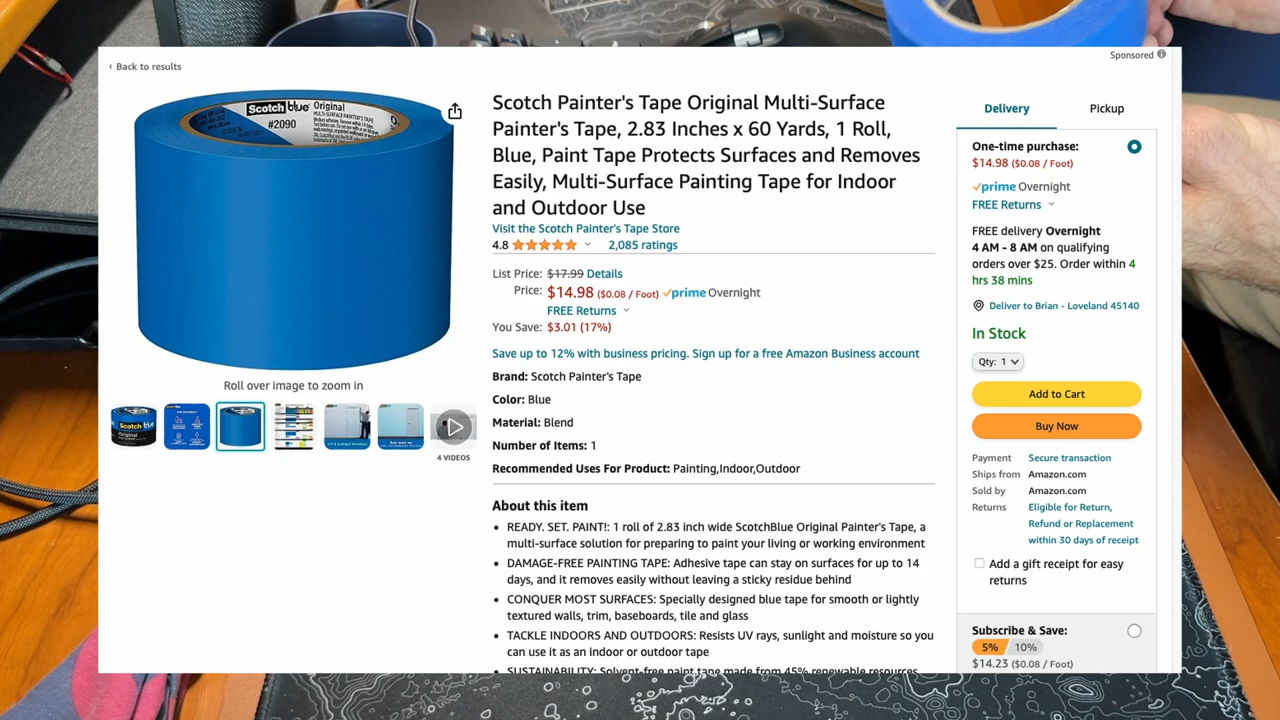 Sponsored
‹ Back to results
Scotch blue Original
MULTI-SURFACE PAINTER'S TAPE
#2090
Roll over image to zoom in
Scotch blue
Original
4 VIDEOS
Scotch Painter's Tape Original Multi-Surface
Painter's Tape, 2.83 Inches x 60 Yards, 1 Roll,
Blue, Paint Tape Protects Surfaces and Removes
Easily, Multi-Surface Painting Tape for Indoor
and Outdoor Use
Visit the Scotch Painter's Tape Store
4.8 2,085 ratings
List Price: $17.99 Details
Price: $14.98 ($0.08 / Foot) prime Overnight
FREE Returns
You Save: $3.01 (17%)
Save up to 12% with business pricing. Sign up for a free Amazon Business account
Brand: Scotch Painter's Tape
Color: Blue
Material: Blend
Number of Items: 1
Recommended Uses For Product: Painting,Indoor,Outdoor
About this item
• READY. SET. PAINT!: 1 roll of 2.83 inch wide ScotchBlue Original Painter's Tape, a
multi-surface solution for preparing to paint your living or working environment
• DAMAGE-FREE PAINTING TAPE: Adhesive tape can stay on surfaces for up to 14
days, and it removes easily without leaving a sticky residue behind
• CONQUER MOST SURFACES: Specially designed blue tape for smooth or lightly
textured walls, trim, baseboards, tile and glass
• TACKLE INDOORS AND OUTDOORS: Resists UV rays, sunlight and moisture so you
can use it as an indoor or outdoor tape
• SUSTAINABILITY: Solvent-free paint tape made from 45% renewable resources
Delivery Pickup
One-time purchase:
$14.98 ($0.08 / Foot)
prime Overnight
FREE Returns
FREE delivery Overnight
4 AM - 8 AM on qualifying
orders over $25. Order within 4
hrs 38 mins
Deliver to Brian - Loveland 45140
In Stock
Qty: 1
Add to Cart
Buy Now
Payment Secure transaction
Ships from Amazon.com
Sold by Amazon.com
Returns Eligible for Return,
Refund or Replacement
within 30 days of receipt
Add a gift receipt for easy
returns
Subscribe & Save:
5% 10%
$14.23 ($0.08 / Foot)